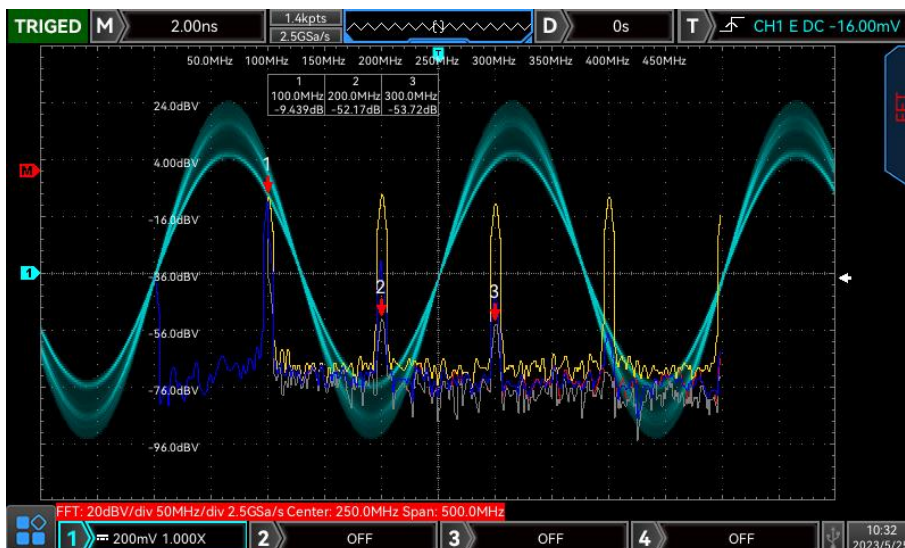 TRIGED M 2.00ns 1.4kpts 2.5GSa/s D 0s T CH1 E DC -16.00mV
T
50.0MHz 100MHz 150MHz 200MHz 300MHz 350MHz 400MHz 450MHz
1 2 3
100.0MHz 200.0MHz 300.0MHz
-9.439dB -52.17dB -53.72dB
24.0dBV
FFT
4.00dBV
M
1
-16.0dBV
1
-36.0dBV
2
3
-56.0dBV
-76.0dBV
-96.0dBV
FFT: 20dBV/div 50MHz/div 2.5GSa/s Center: 250.0MHz Span: 500.0MHz
1 200mV 1.000X 2 OFF 3 OFF 4 OFF 10:32
2023/5/25